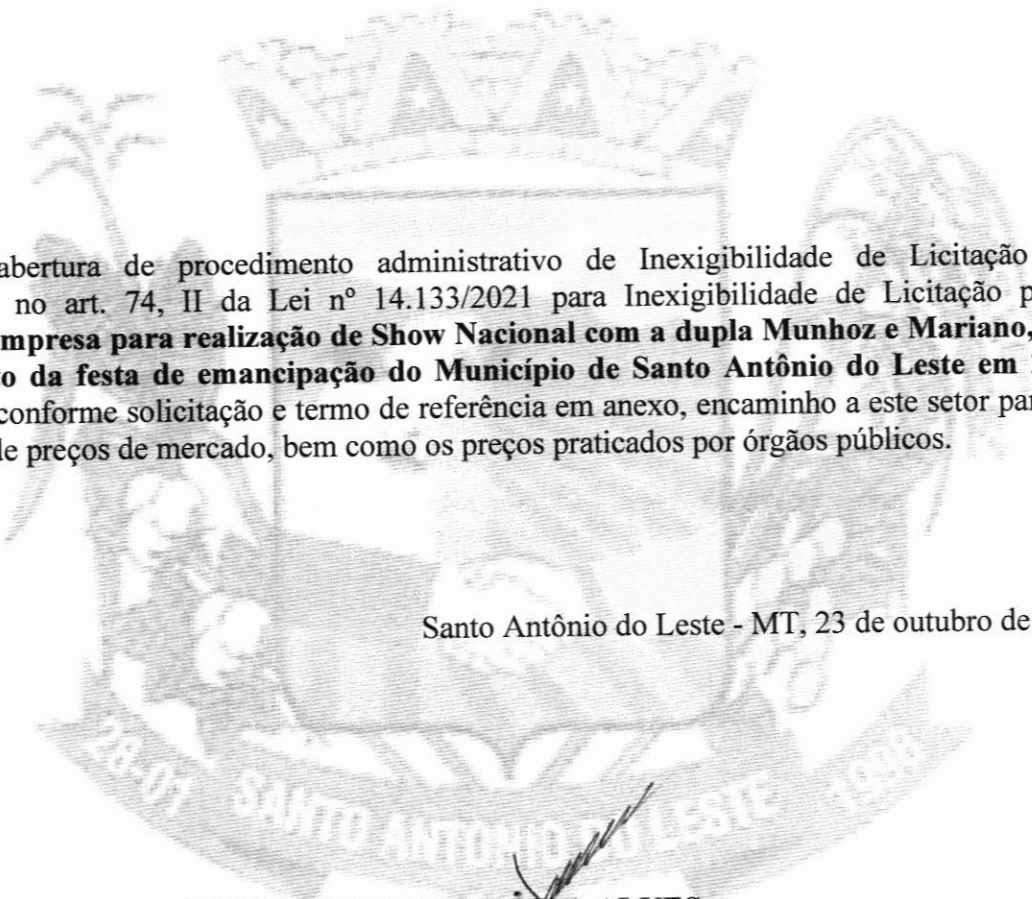 abertura de procedimento administrativo de Inexigibilidade de Licitação
no art. 74, II da Lei nº 14.133/2021 para Inexigibilidade de Licitação p
mpresa para realização de Show Nacional com a dupla Munhoz e Mariano,
o da festa de emancipação do Município de Santo Antônio do Leste em
conforme solicitação e termo de referência em anexo, encaminho a este setor par
de preços de mercado, bem como os preços praticados por órgãos públicos.
Santo Antônio do Leste - MT, 23 de outubro de
28-01 SANTO ANTONIO DO LESTE 1998